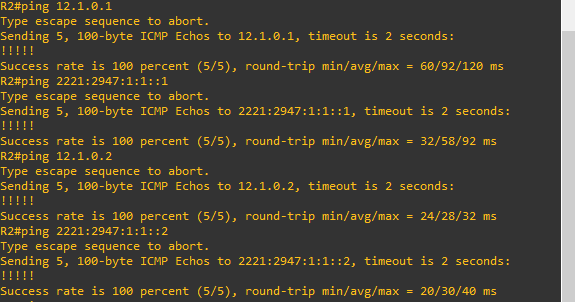 R2#ping 12.1.0.1
Type escape sequence to abort.
Sending 5, 100-byte ICMP Echos to 12.1.0.1, timeout is 2 seconds:
!!!!!
Success rate is 100 percent (5/5), round-trip min/avg/max = 60/92/120 ms
R2#ping 2221:2947:1:1::1
Type escape sequence to abort.
Sending 5, 100-byte ICMP Echos to 2221:2947:1:1::1, timeout is 2 seconds:
!!!!!
Success rate is 100 percent (5/5), round-trip min/avg/max = 32/58/92 ms
R2#ping 12.1.0.2
Type escape sequence to abort.
Sending 5, 100-byte ICMP Echos to 12.1.0.2, timeout is 2 seconds:
!!!!!
Success rate is 100 percent (5/5), round-trip min/avg/max = 24/28/32 ms
R2#ping 2221:2947:1:1::2
Type escape sequence to abort.
Sending 5, 100-byte ICMP Echos to 2221:2947:1:1::2, timeout is 2 seconds:
!!!!!
Success rate is 100 percent (5/5), round-trip min/avg/max = 20/30/40 ms